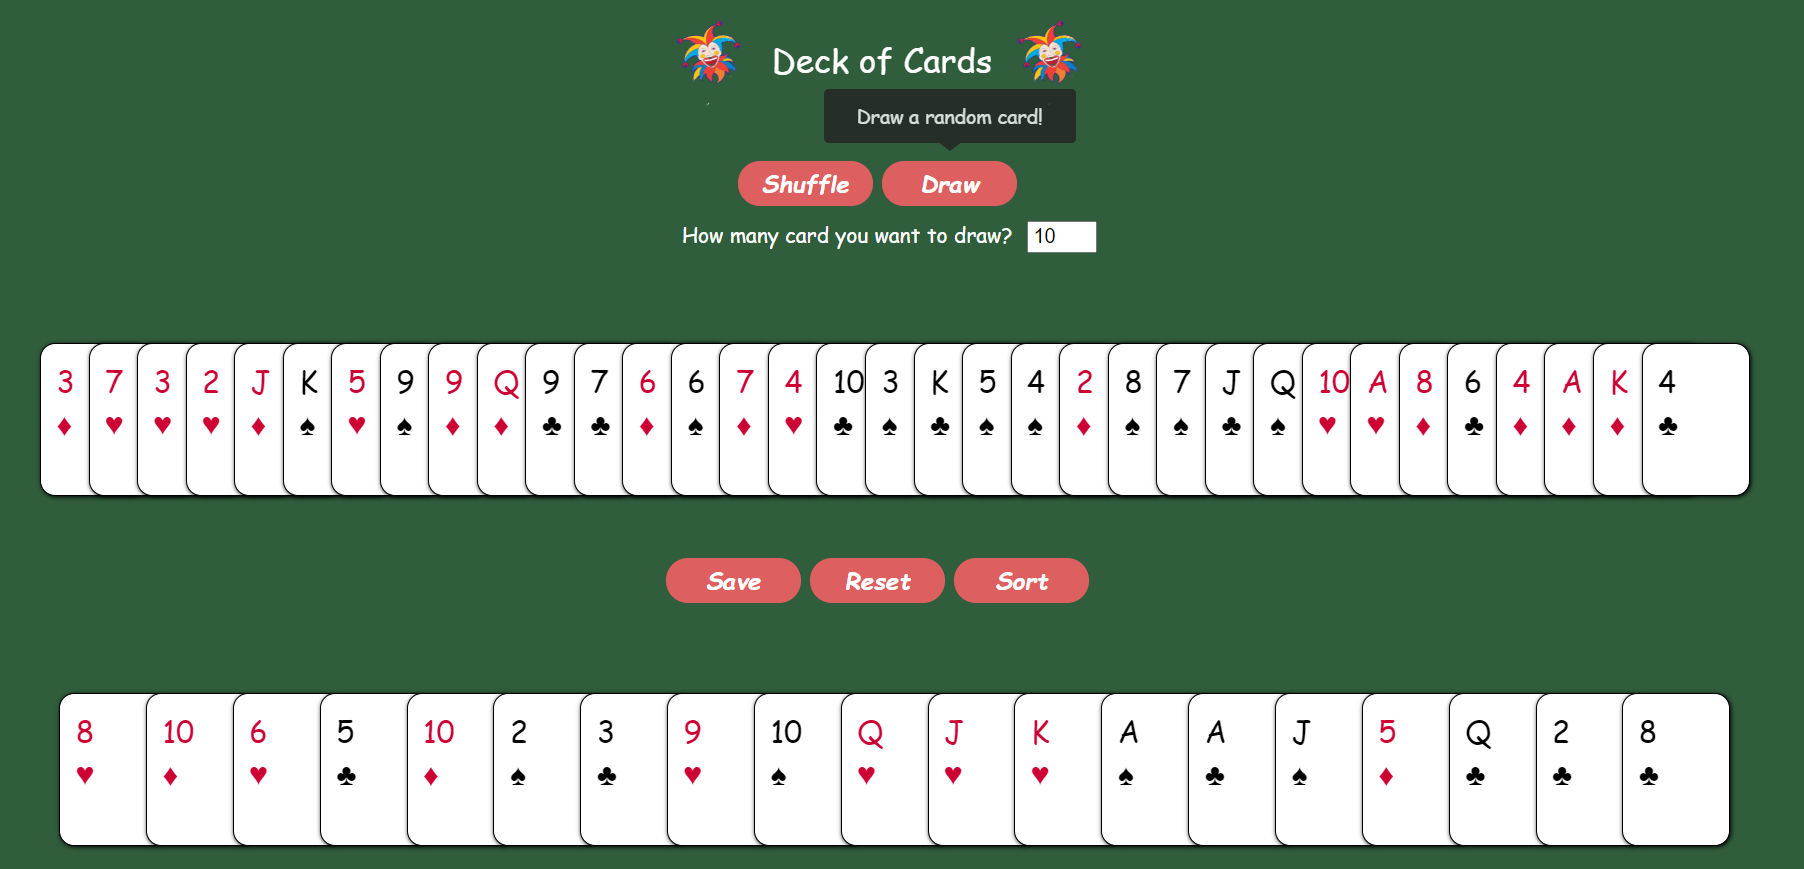 Deck of Cards
Draw a random card!
Shuffle Draw
How many card you want to draw? 10
3 7 3 2 J K 5 9 9 Q 9 7 6 6 7 4 10 3 K 5 4 2 8 7 J Q 10 A 8 6 4 A K 4
♦ ♥ ♥ ♥ ♦ ♠ ♥ ♠ ♦ ♦ ♣ ♣ ♦ ♠ ♦ ♥ ♣ ♠ ♣ ♠ ♠ ♦ ♠ ♠ ♣ ♠ ♥ ♥ ♦ ♣ ♦ ♦ ♦ ♣
Save Reset Sort
8 10 6 5 10 2 3 9 10 Q J K A A J 5 Q 2 8
♥ ♦ ♥ ♣ ♦ ♠ ♣ ♥ ♠ ♥ ♥ ♥ ♠ ♣ ♠ ♦ ♣ ♣ ♣